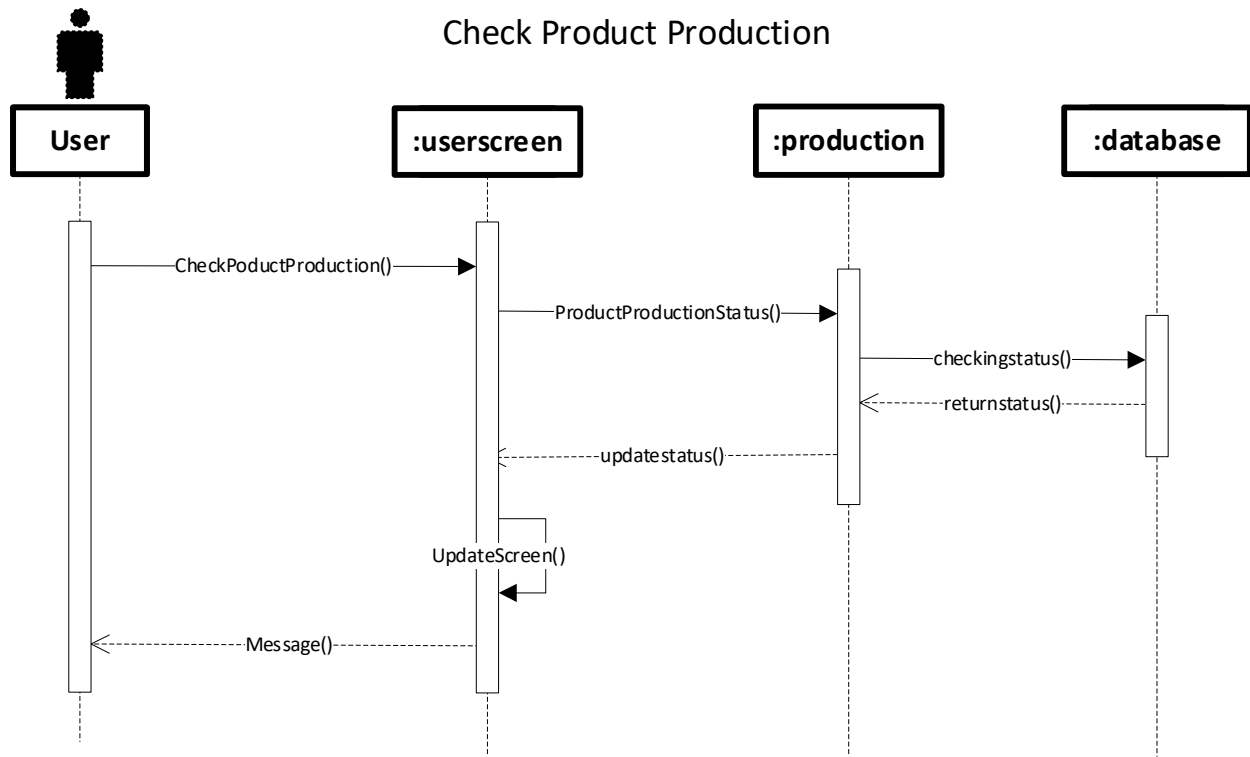 Check Product Production
User
:userscreen
:production
:database
CheckPoductProduction()
ProductProductionStatus()
checkingstatus()
returnstatus()
updatestatus()
UpdateScreen()
Message()